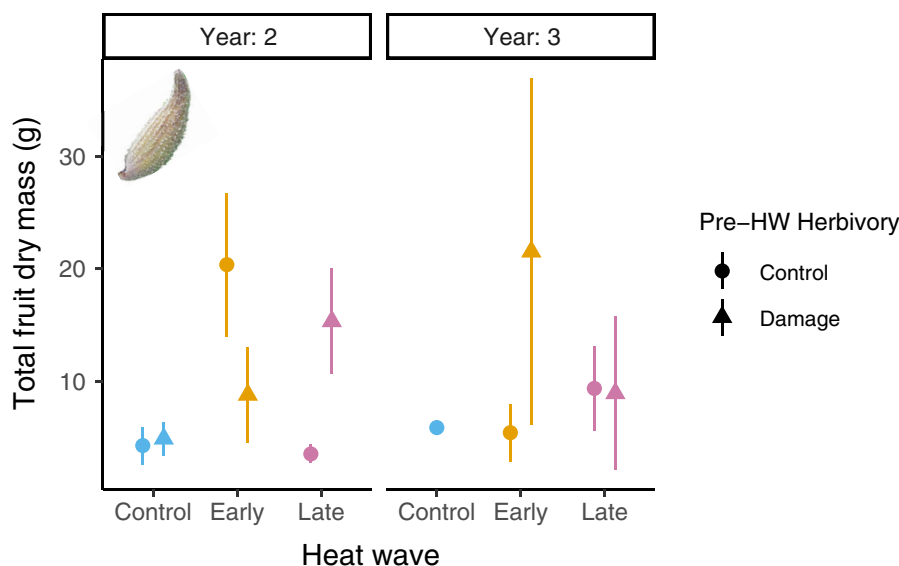 Year: 2
Year: 3
Total fruit dry mass (g)
30
20
10
Control Early Late
Control Early Late
Heat wave
Pre−HW Herbivory
Control
Damage